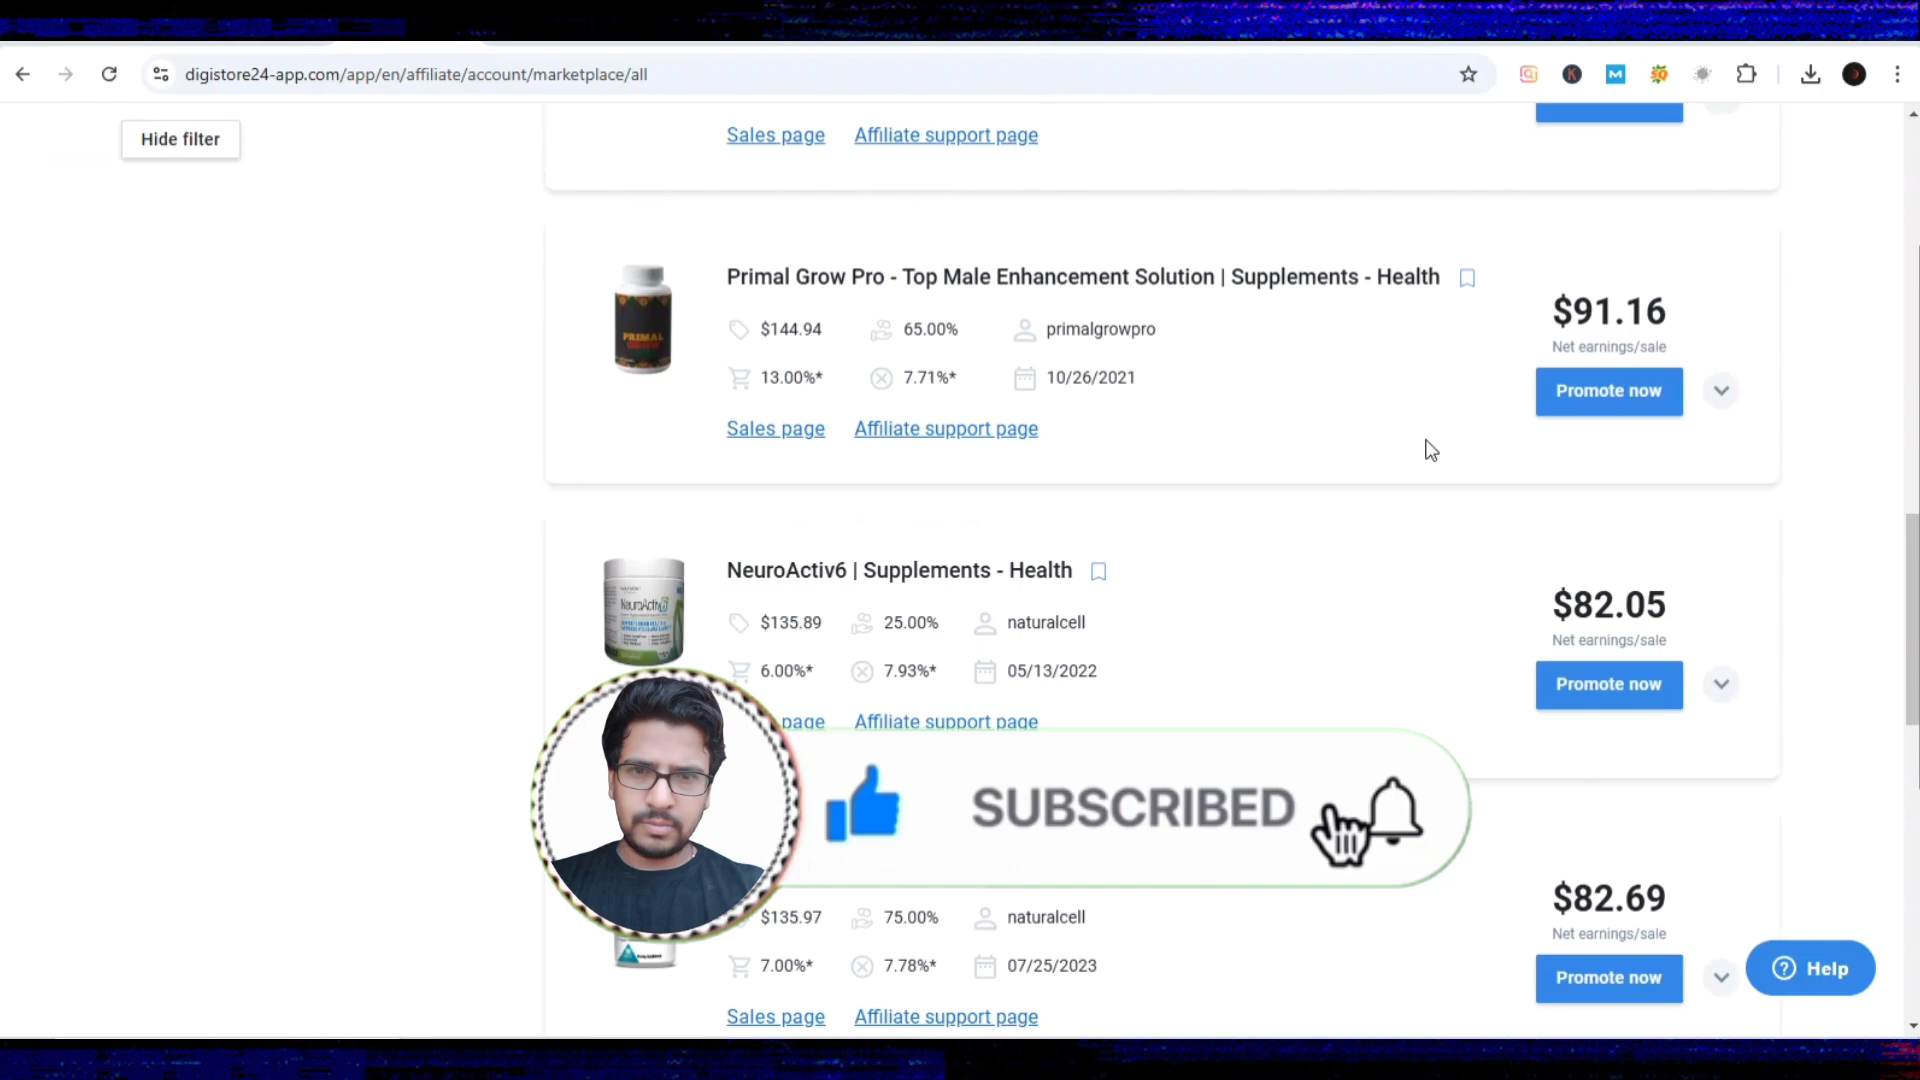 digistore24-app.com/app/en/affiliate/account/marketplace/all
Hide filter
Sales page Affiliate support page
Primal Grow Pro - Top Male Enhancement Solution | Supplements - Health
$144.94 65.00% primalgrowpro
13.00%* 7.71%* 10/26/2021
Sales page Affiliate support page
$91.16
Net earnings/sale
Promote now
PRIMAL
GROW
NeuroActiv6 | Supplements - Health
$135.89 25.00% naturalcell
6.00%* 7.93%* 05/13/2022
page Affiliate support page
$82.05
Net earnings/sale
Promote now
SUBSCRIBED
$135.97 75.00% naturalcell
7.00%* 7.78%* 07/25/2023
Sales page Affiliate support page
$82.69
Net earnings/sale
Promote now
Help